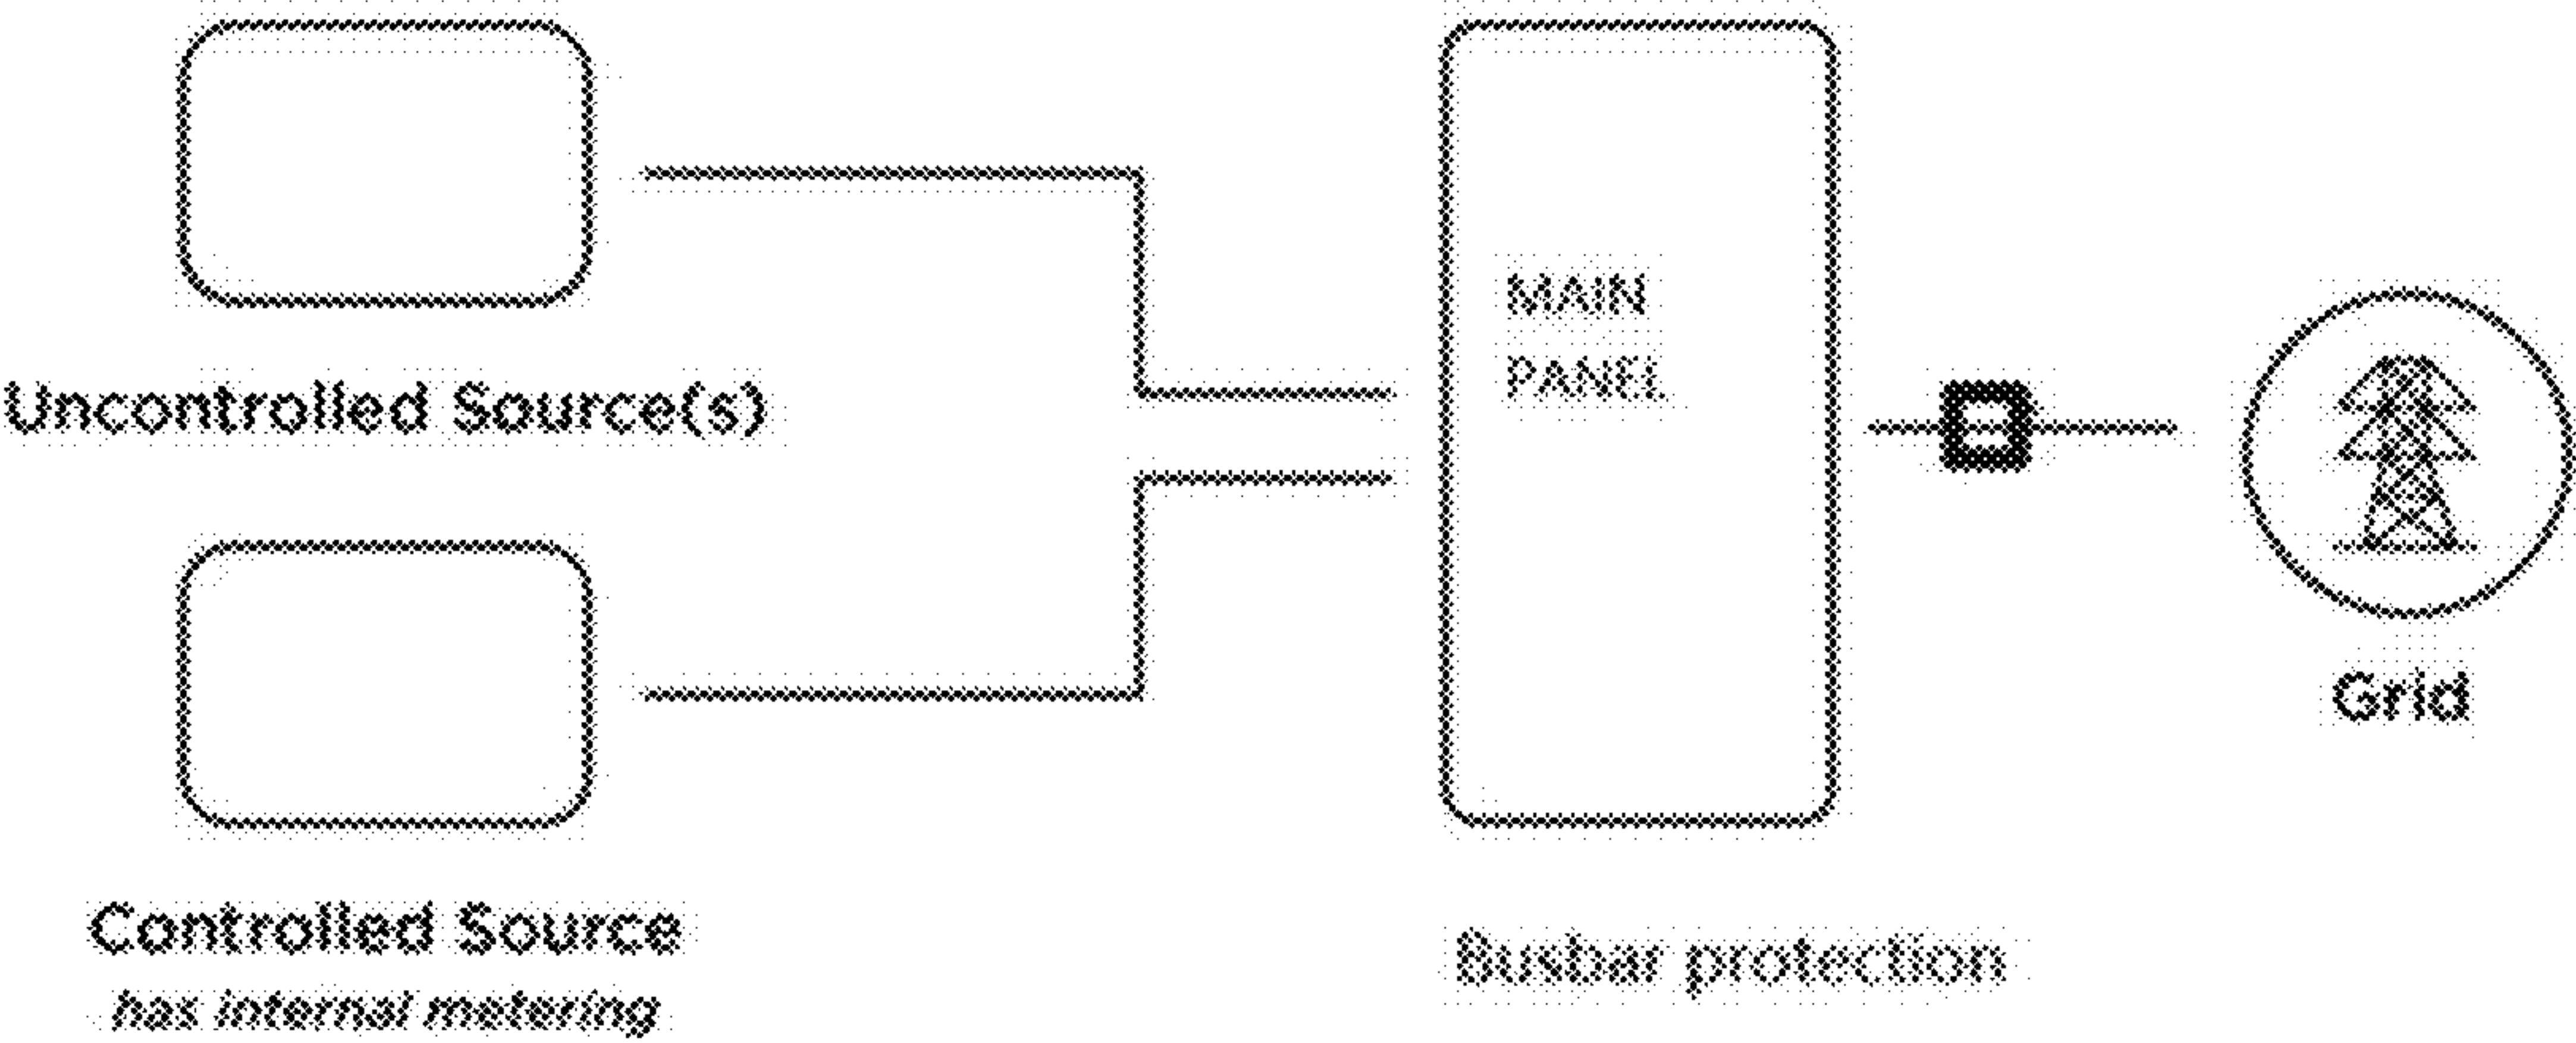 Uncontrolled Source(s)
Controlled Source
has internal metering
MAIN
PANEL
Busbar protection
Grid